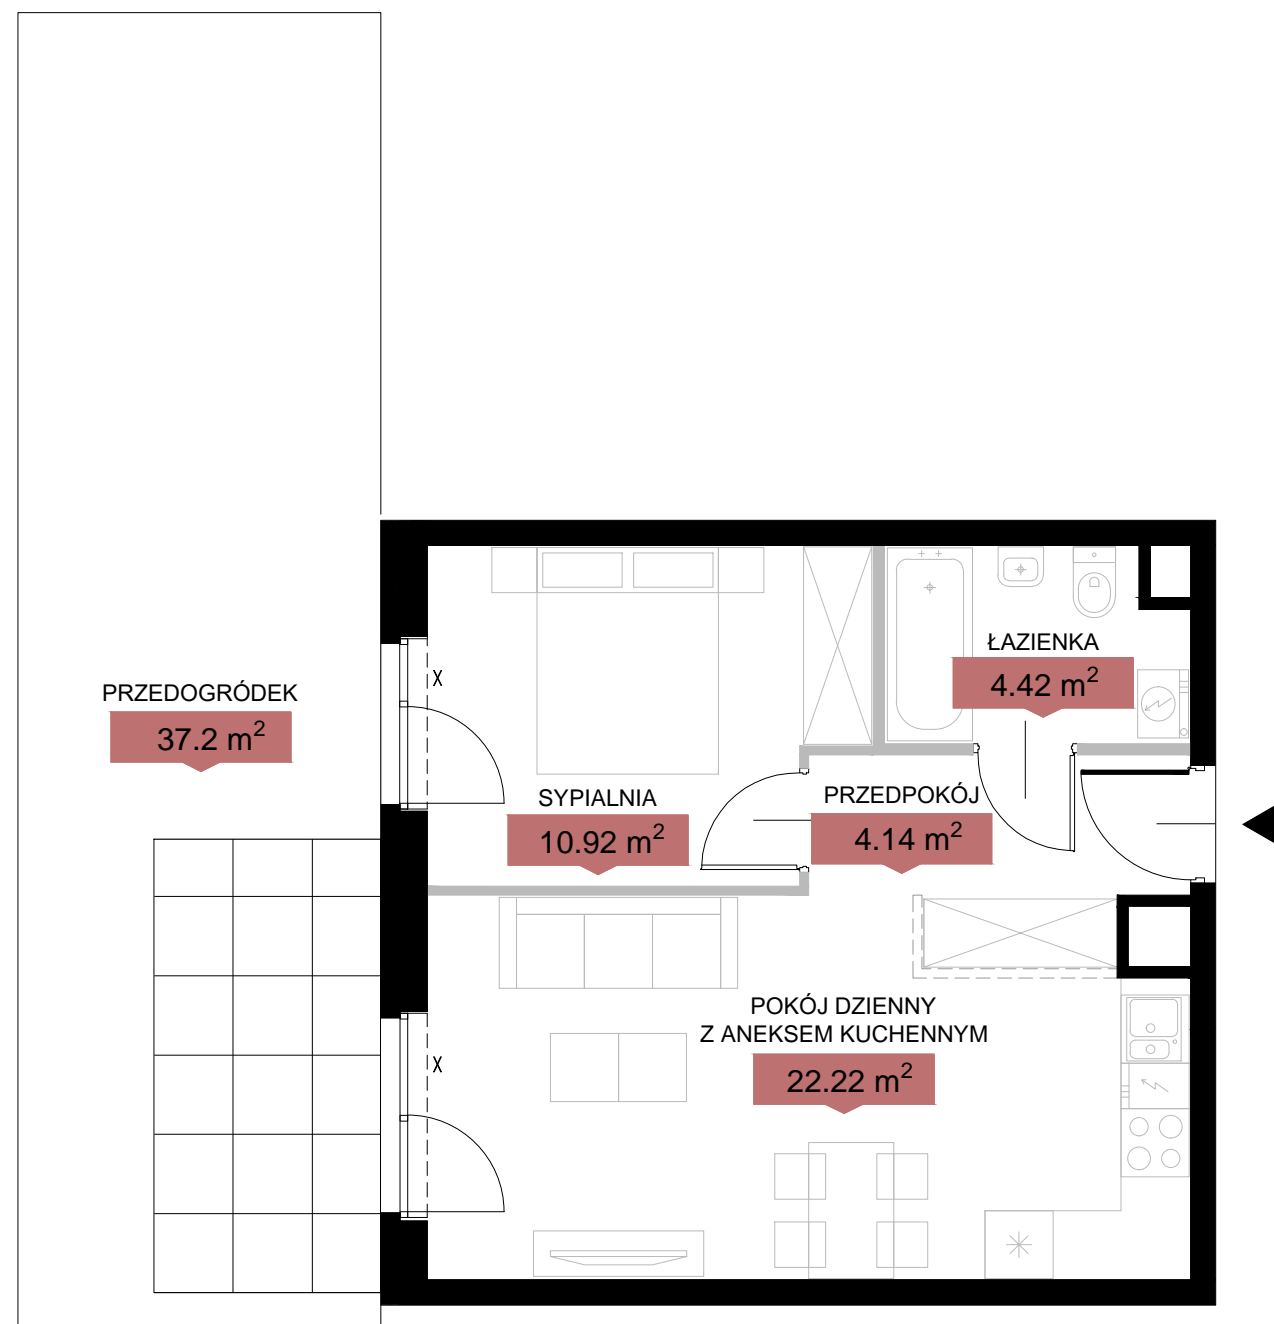 ŁAZIENKA
4.42 m²
PRZEDOGRÓDEK
37.2 m²
X
SYPIALNIA
10.92 m²
PRZEDPOKÓJ
4.14 m²
POKÓJ DZIENNY
Z ANEKSEM KUCHENNYM
22.22 m²
X